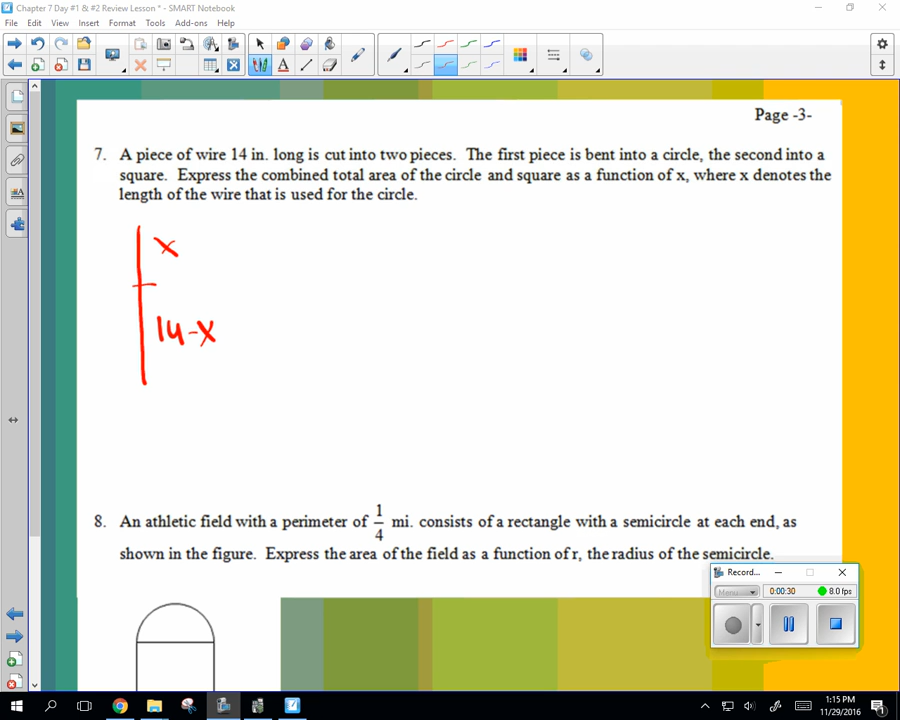 Chapter 7 Day #1 & #2 Review Lesson * - SMART Notebook
File Edit View Insert Format Tools Add-ons Help
Page -3-
7. A piece of wire 14 in. long is cut into two pieces. The first piece is bent into a circle, the second into a
square. Express the combined total area of the circle and square as a function of x, where x denotes the
length of the wire that is used for the circle.
x
14-x
8. An athletic field with a perimeter of 1/4 mi. consists of a rectangle with a semicircle at each end, as
shown in the figure. Express the area of the field as a function of r, the radius of the semicircle.
Record...
Menu 0:00:30 8.0 fps
1:15 PM
11/29/2016